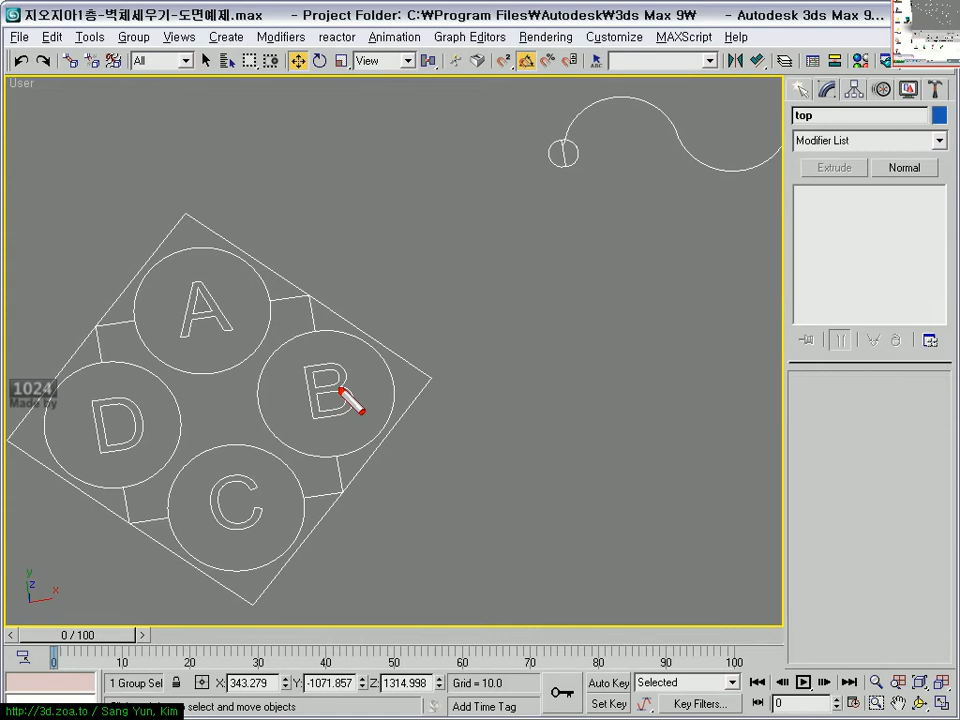 지오지아1층-벽체세우기-도면예제.max - Project Folder: C:₩Program Files₩Autodesk₩3ds Max 9₩ - Autodesk 3ds Max 9...
File Edit Tools Group Views Create Modifiers reactor Animation Graph Editors Rendering Customize MAXScript Help
All View
User
top
Modifier List
Extrude Normal
A
B
D
C
1024
Made by
y
z
x
0 / 100
0 10 20 30 40 50 60 70 80 90 100
1 Group Sel X: 343.279 Y: -1071.857 Z: 1314.998 Grid = 10.0 Auto Key Selected
http://3d.zoa.to / Sang Yun, Kim select and move objects Add Time Tag Set Key Key Filters... 0